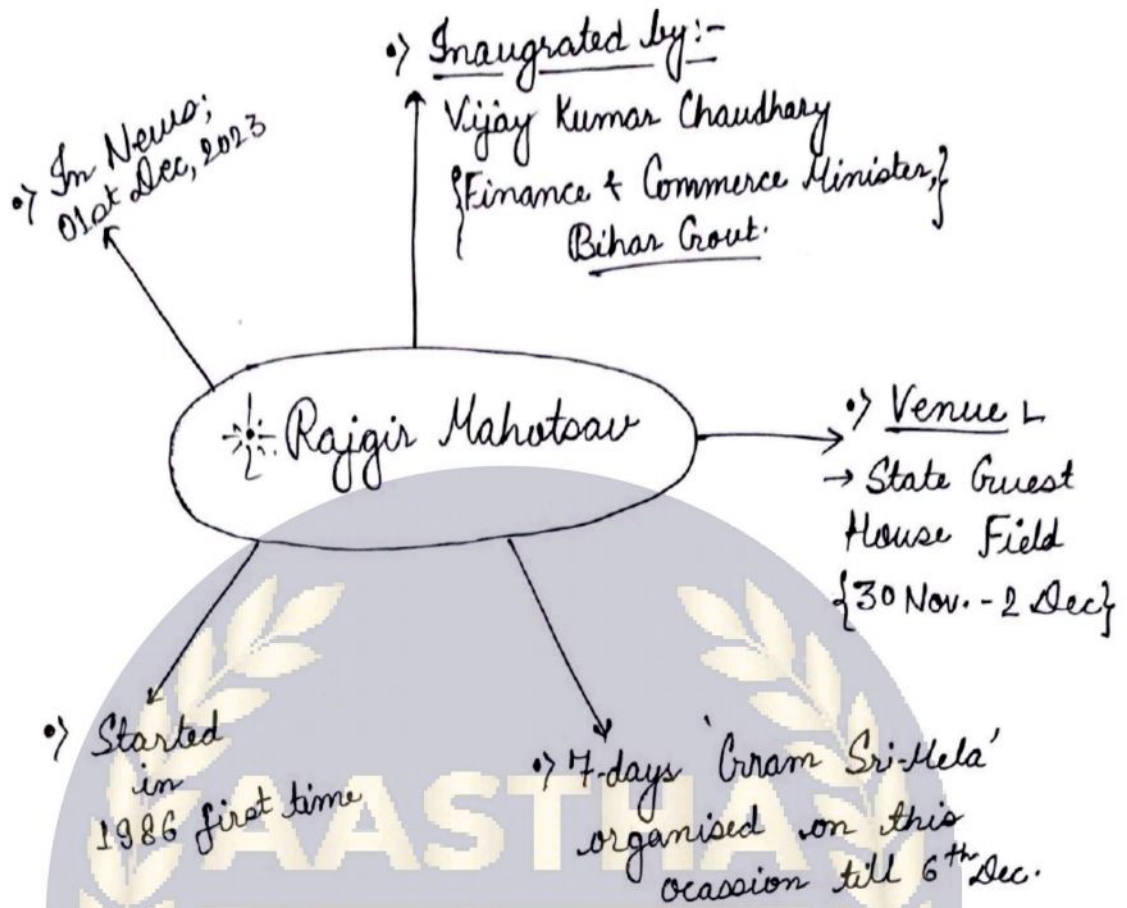 •) Inaugrated by:-
Vijay Kumar Chaudhary
{Finance & Commerce Minister,}
Bihar Govt.
•) In News;
01st Dec, 2023
Rajgir Mahotsav
•) Venue
→ State Guest
House Field
{30 Nov. - 2 Dec}
•) Started
in
1986 first time
•) 7-days 'Gram Sri-Mela'
organised on this
ocassion till 6th Dec.
AASTHA